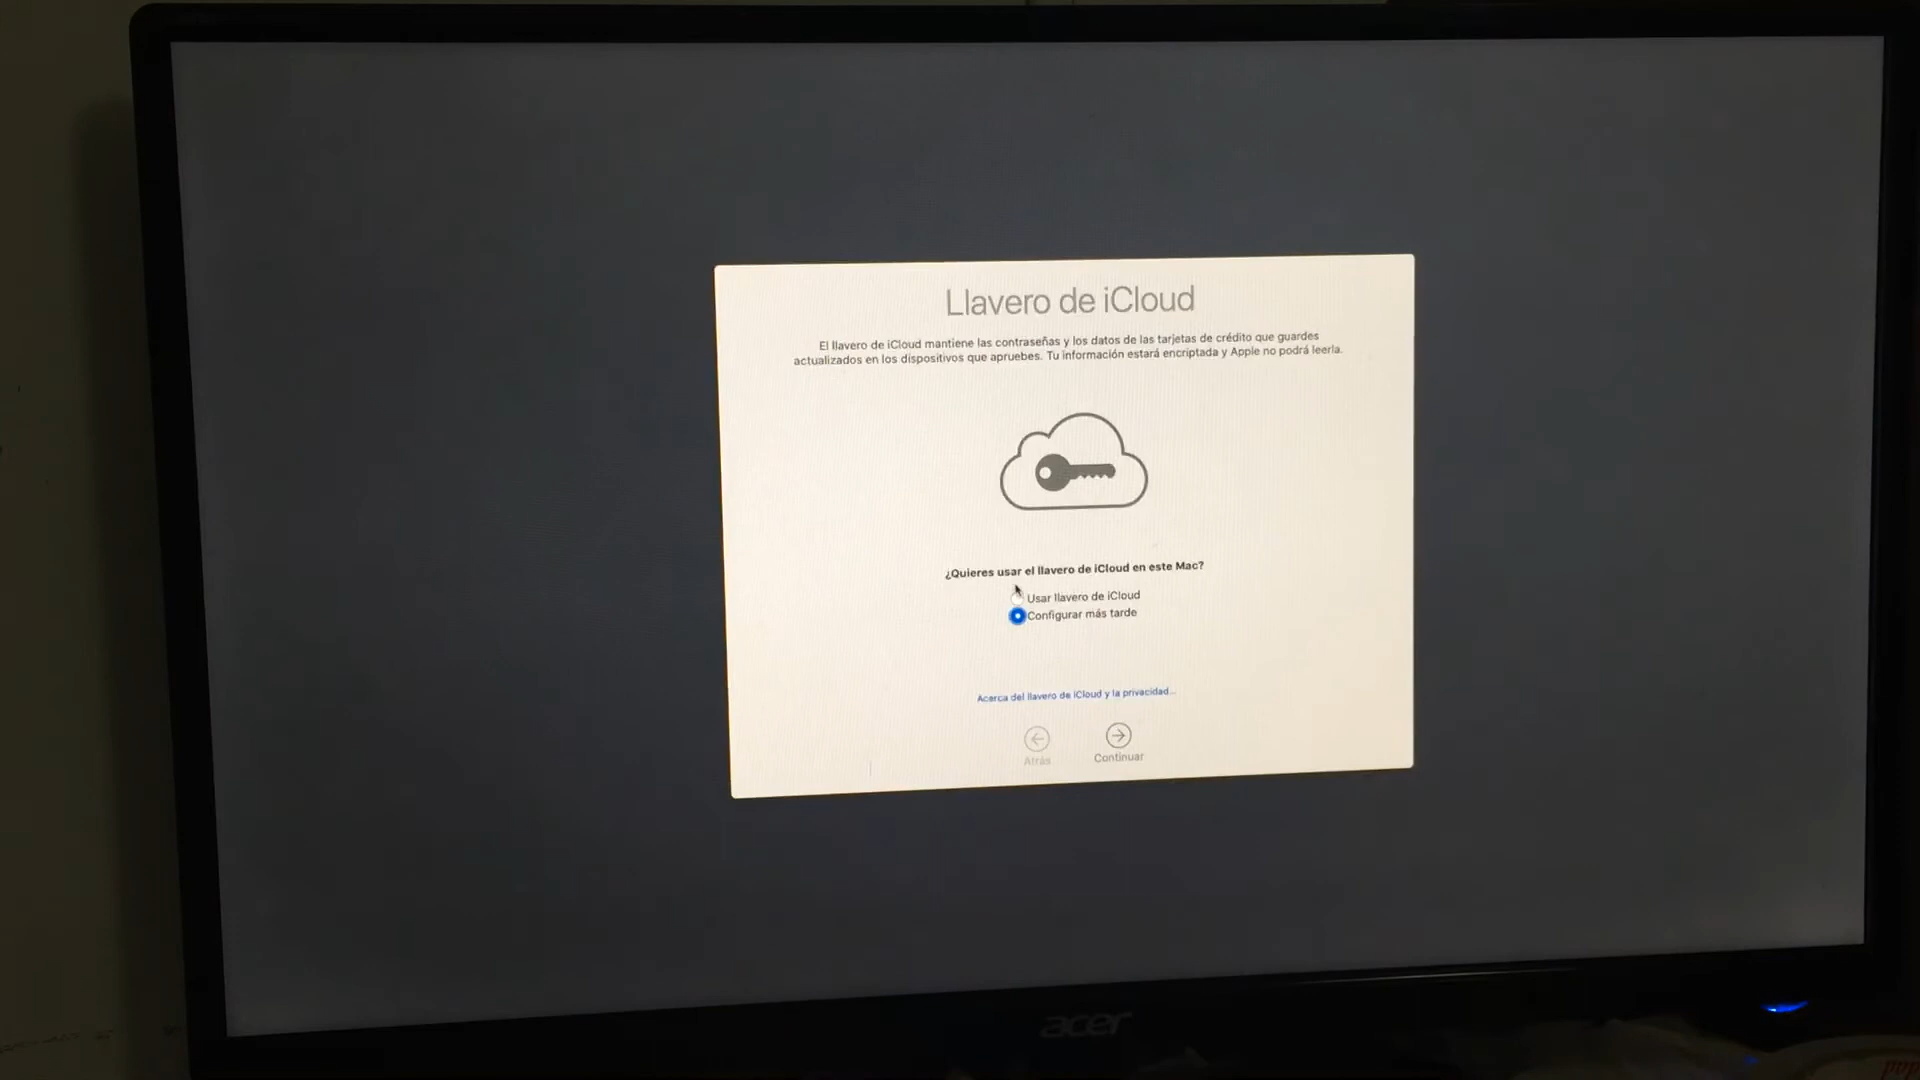 Llavero de iCloud
El llavero de iCloud mantiene las contraseñas y los datos de las tarjetas de crédito que guardes
actualizados en los dispositivos que apruebes. Tu información estará encriptada y Apple no podrá leerla.
¿Quieres usar el llavero de iCloud en este Mac?
Usar llavero de iCloud
Configurar más tarde
Acerca del llavero de iCloud y la privacidad...
Atrás
Continuar
acer